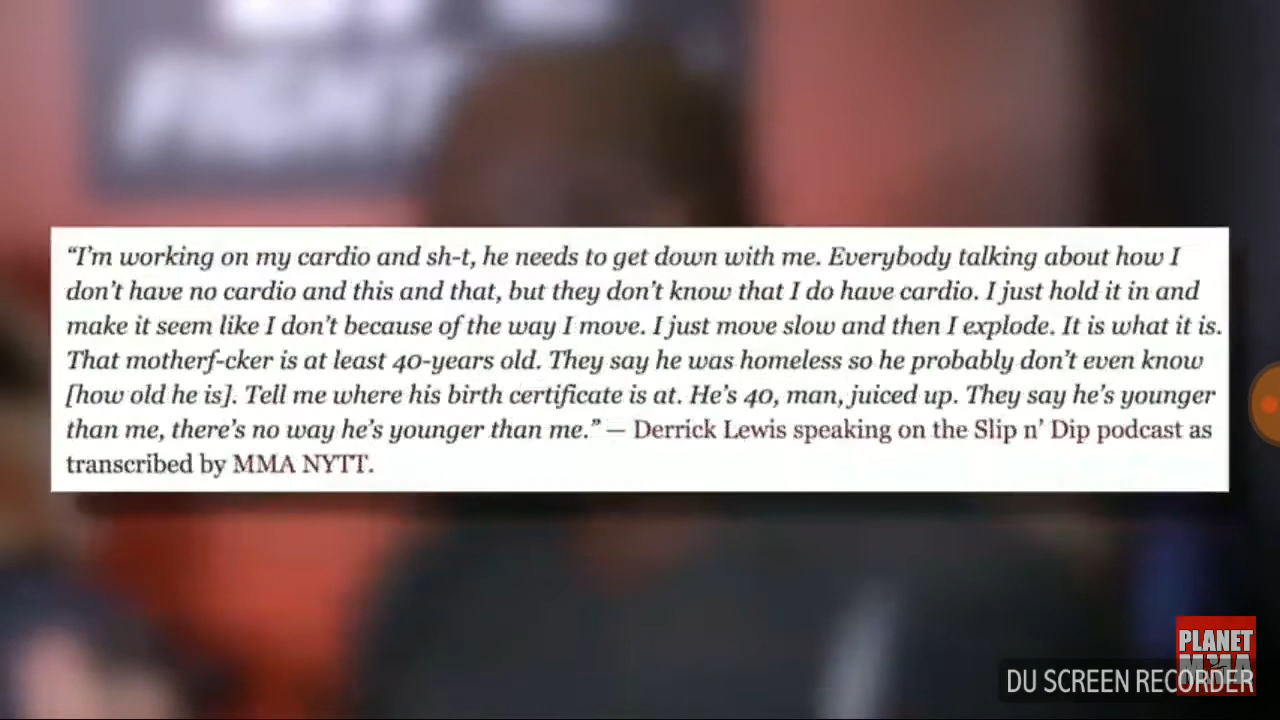 “I’m working on my cardio and sh-t, he needs to get down with me. Everybody talking about how I
don’t have no cardio and this and that, but they don’t know that I do have cardio. I just hold it in and
make it seem like I don’t because of the way I move. I just move slow and then I explode. It is what it is.
That motherf-cker is at least 40-years old. They say he was homeless so he probably don’t even know
[how old he is]. Tell me where his birth certificate is at. He’s 40, man, juiced up. They say he’s younger
than me, there’s no way he’s younger than me.” — Derrick Lewis speaking on the Slip n’ Dip podcast as
transcribed by MMA NYTT.
PLANET
MMA
DU SCREEN RECORDER